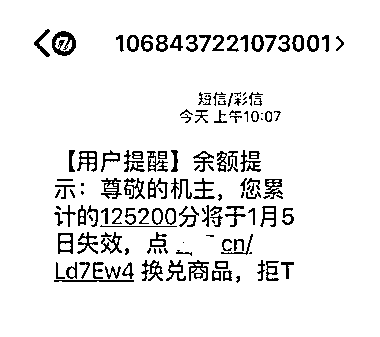 1068437221073001
短信/彩信
今天 上午10:07
【用户提醒】余额提
示：尊敬的机主，您累
计的125200分将于1月5
日失效，点 cn/
Ld7Ew4 换兑商品，拒T